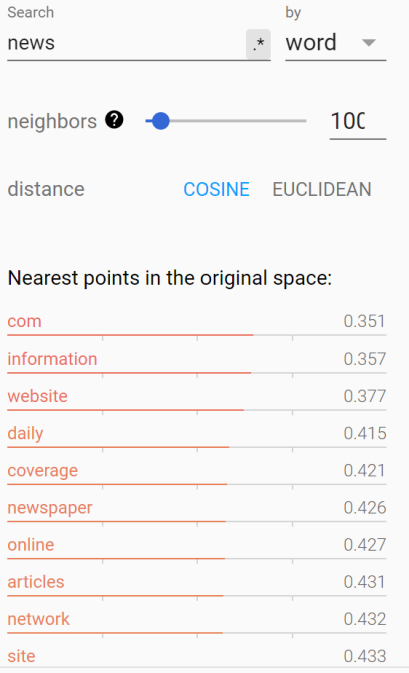 Search by
news .* word
neighbors ? 100
distance COSINE EUCLIDEAN
Nearest points in the original space:
com 0.351
information 0.357
website 0.377
daily 0.415
coverage 0.421
newspaper 0.426
online 0.427
articles 0.431
network 0.432
site 0.433